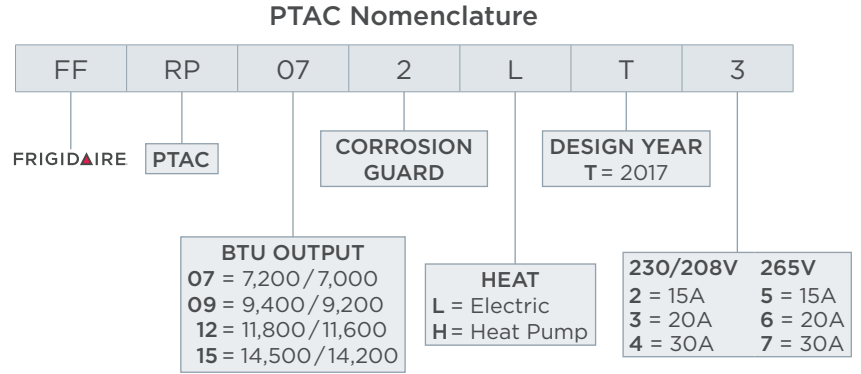 PTAC Nomenclature
FF RP 07 2 L T 3
FRIGIDAIRE
PTAC
CORROSION
GUARD
DESIGN YEAR
T = 2017
BTU OUTPUT
07 = 7,200/7,000
09 = 9,400/9,200
12 = 11,800/11,600
15 = 14,500/14,200
HEAT
L = Electric
H = Heat Pump
230/208V 265V
2 = 15A 5 = 15A
3 = 20A 6 = 20A
4 = 30A 7 = 30A